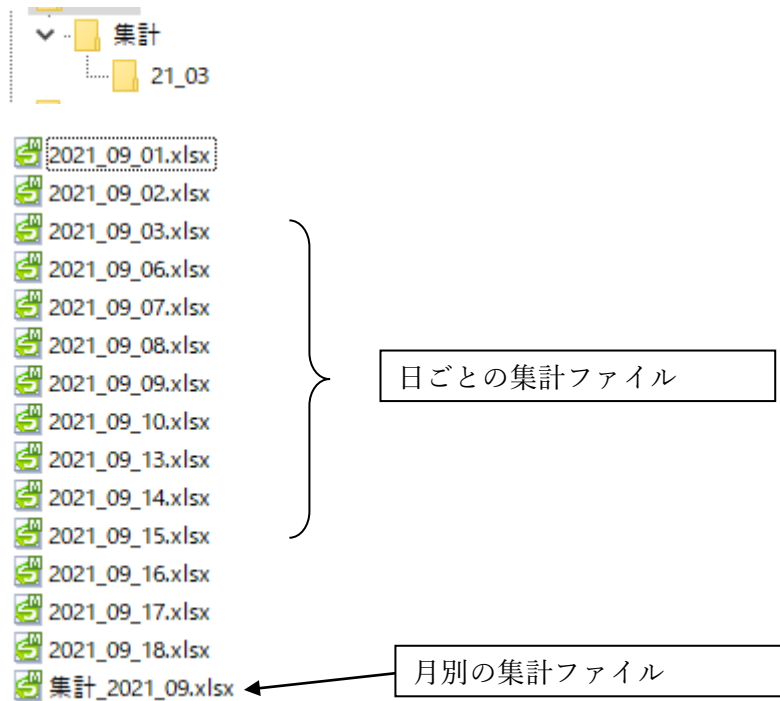 集計
21_03
2021_09_01.xlsx
2021_09_02.xlsx
2021_09_03.xlsx
2021_09_06.xlsx
2021_09_07.xlsx
2021_09_08.xlsx
2021_09_09.xlsx
2021_09_10.xlsx
2021_09_13.xlsx
2021_09_14.xlsx
2021_09_15.xlsx
2021_09_16.xlsx
2021_09_17.xlsx
2021_09_18.xlsx
集計_2021_09.xlsx
日ごとの集計ファイル
月別の集計ファイル